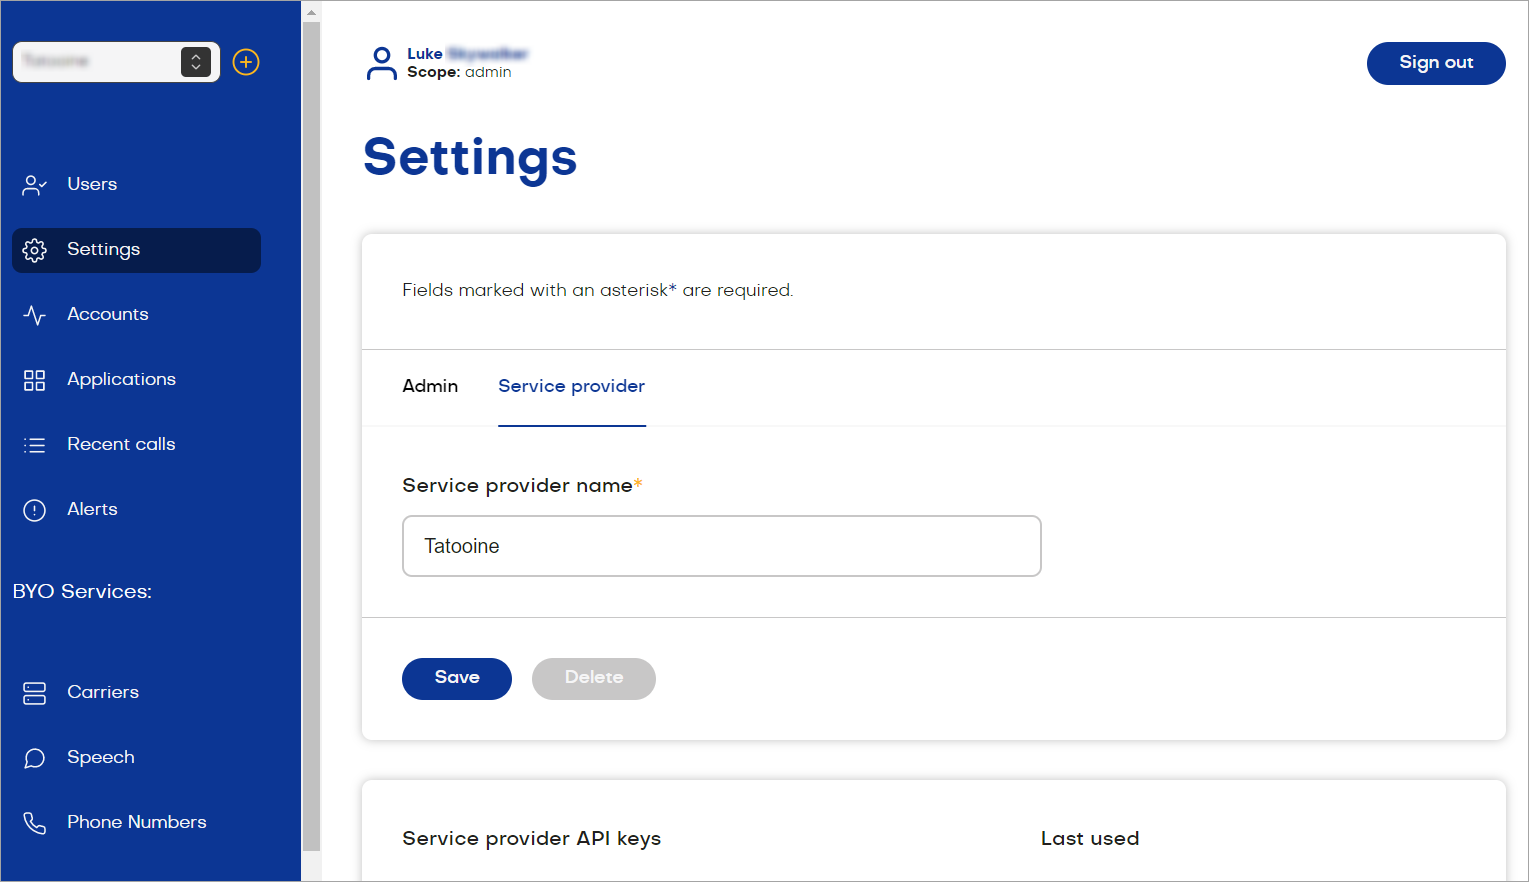 Tatooine
Users
Settings
Accounts
Applications
Recent calls
Alerts
BYO Services:
Carriers
Speech
Phone Numbers
Luke Skywalker
Scope: admin
Sign out
Settings
Fields marked with an asterisk* are required.
Admin
Service provider
Service provider name*
Tatooine
Save
Delete
Service provider API keys
Last used